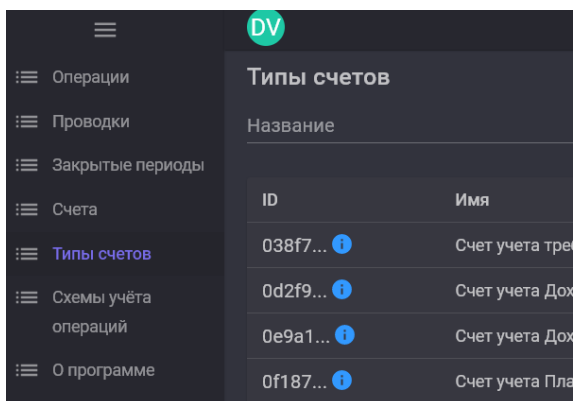 DV
Операции
Проводки
Закрытые периоды
Счета
Типы счетов
Схемы учёта
операций
О программе
Типы счетов
Название
ID Имя
038f7... Счет учета
0d2f9... Счет учета
0e9a1... Счет учета
0f187... Счет учета